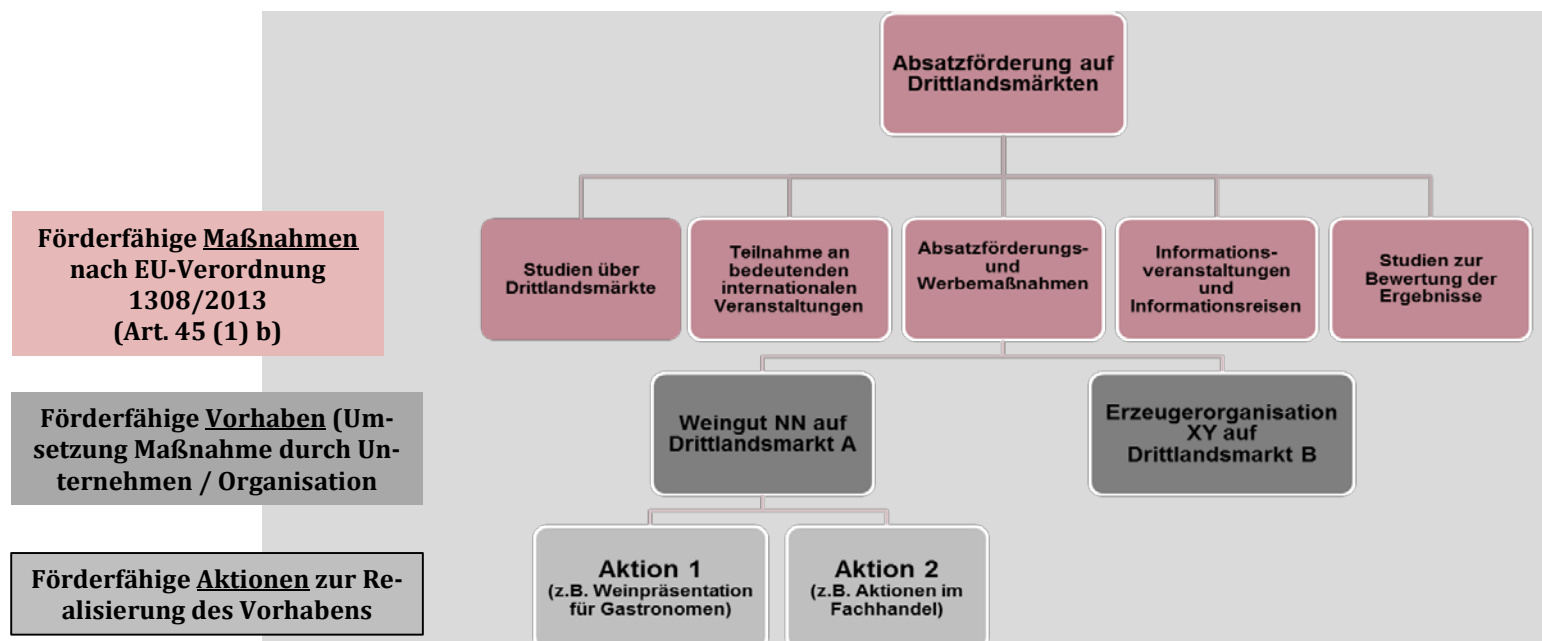 Absatzförderung auf
Drittlandsmärkten
Förderfähige Maßnahmen
nach EU-Verordnung
1308/2013
(Art. 45 (1) b)
Studien über
Drittlandsmärkte
Teilnahme an
bedeutenden
internationalen
Veranstaltungen
Absatzförderungs-
und
Werbemaßnahmen
Informations-
veranstaltungen
und
Informationsreisen
Studien zur
Bewertung der
Ergebnisse
Förderfähige Vorhaben (Um-
setzung Maßnahme durch Un-
ternehmen / Organisation
Weingut NN auf
Drittlandsmarkt A
Erzeugerorganisation
XY auf
Drittlandsmarkt B
Förderfähige Aktionen zur Re-
alisierung des Vorhabens
Aktion 1
(z.B. Weinpräsentation
für Gastronomen)
Aktion 2
(z.B. Aktionen im
Fachhandel)